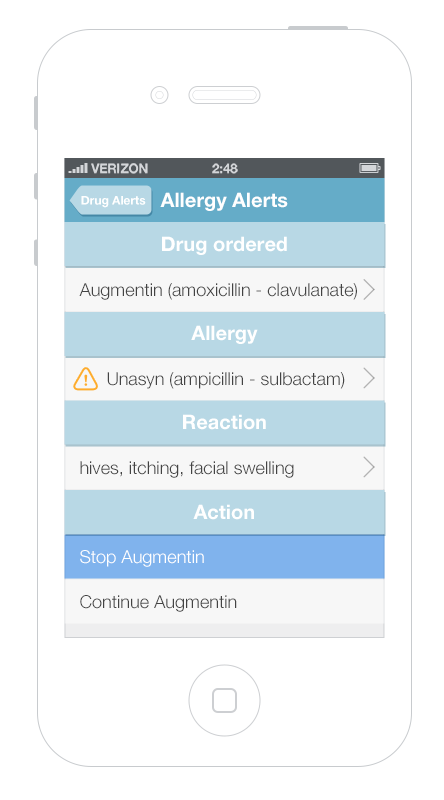 VERIZON 2:48
Drug Alerts Allergy Alerts
Drug ordered
Augmentin (amoxicillin - clavulanate)
Allergy
Unasyn (ampicillin - sulbactam)
Reaction
hives, itching, facial swelling
Action
Stop Augmentin
Continue Augmentin